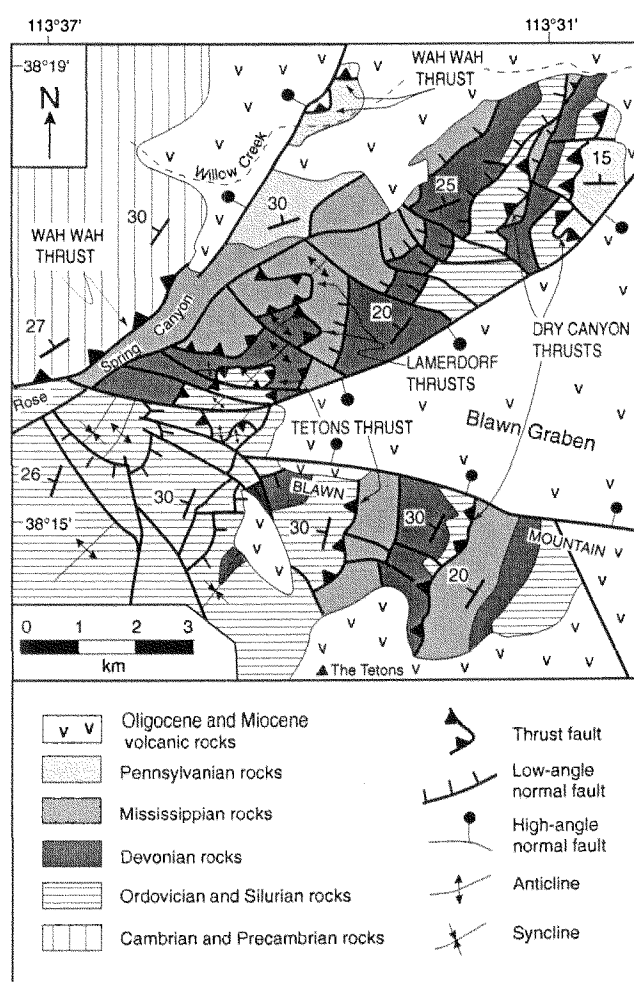 113°37'
113°31'
38°19'
N
WAH WAH
THRUST
15
Willow Creek
25
30
30
WAH WAH
THRUST
27
Spring Canyon
20
DRY CANYON
THRUSTS
LAMERDORF
THRUSTS
Rose
TETONS THRUST
Blawn Graben
26
BLAWN
30
30
30
MOUNTAIN
38°15'
20
0 1 2 3
km
The Tetons
Oligocene and Miocene
volcanic rocks
Pennsylvanian rocks
Mississippian rocks
Devonian rocks
Ordovician and Silurian rocks
Cambrian and Precambrian rocks
Thrust fault
Low-angle
normal fault
High-angle
normal fault
Anticline
Syncline